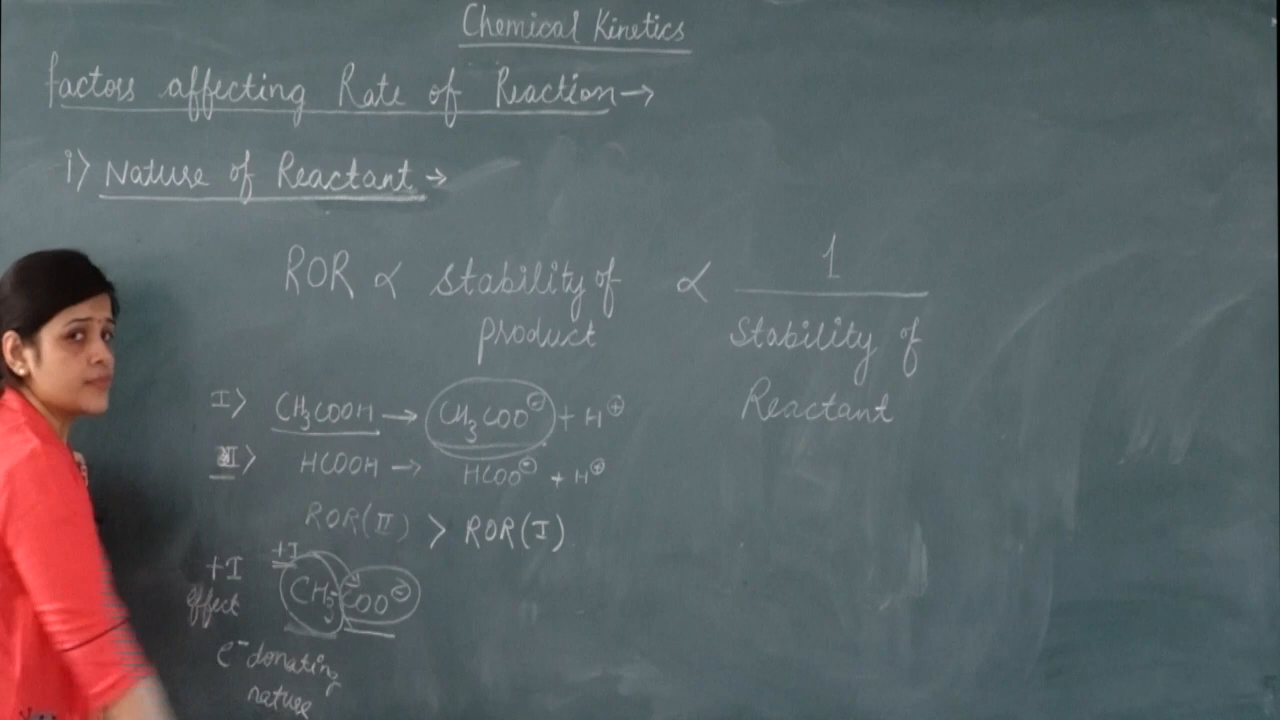 Chemical Kinetics
factors affecting Rate of Reaction→
i) Nature of Reactant→
ROR ∝ stability of product ∝ 1 / Stability of Reactant
I) CH₃COOH → CH₃COO⊖ + H⊕
II) HCOOH → HCOO⊖ + H⊕
ROR(II) > ROR(I)
+I effect
+I
CH₃-COO⊖
e⁻ donating
nature